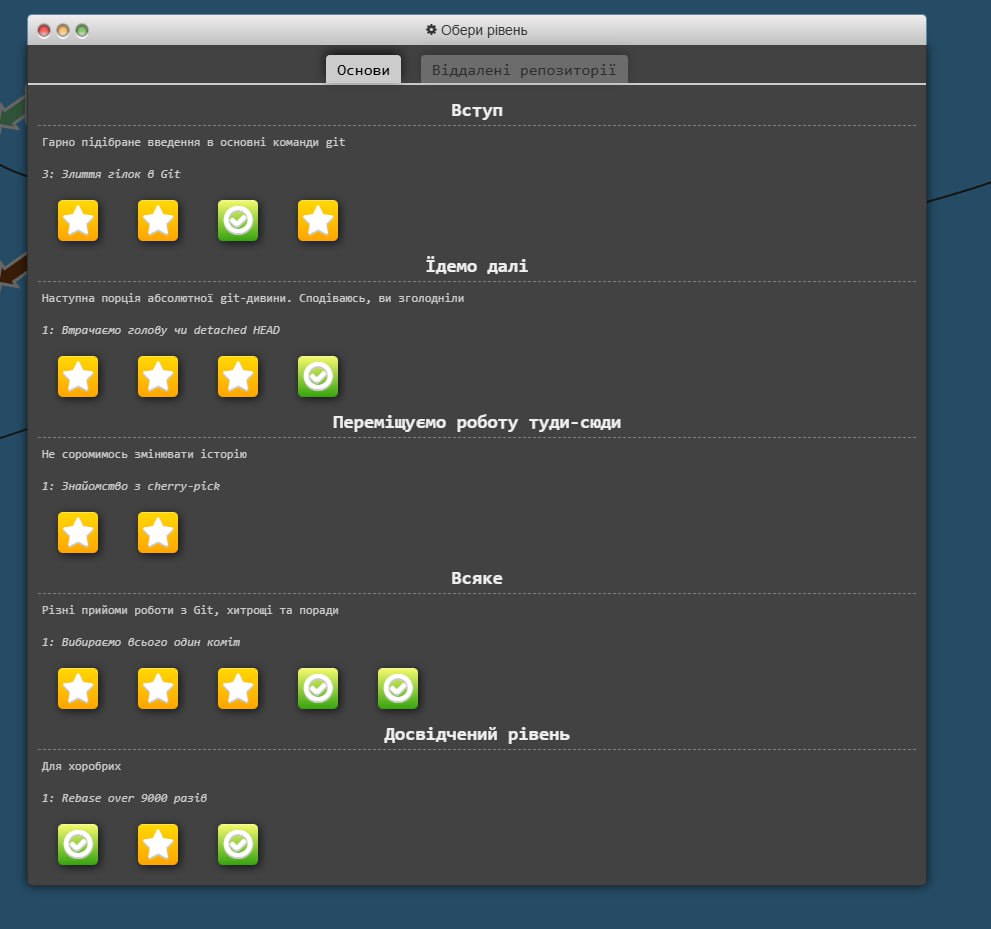 Обери рівень
Основи
Віддалені репозиторії
Вступ
Гарно підібране введення в основні команди git
3: Злиття гілок в Git
Їдемо далі
Наступна порція абсолютної git-дивини. Сподіваюсь, ви зголодніли
1: Втрачаємо голову чи detached HEAD
Переміщуємо роботу туди-сюди
Не соромимось змінювати історію
1: Знайомство з cherry-pick
Всяке
Різні прийоми роботи з Git, хитрощі та поради
1: Вибираємо всього один коміт
Досвідчений рівень
Для хоробрих
1: Rebase over 9000 разів